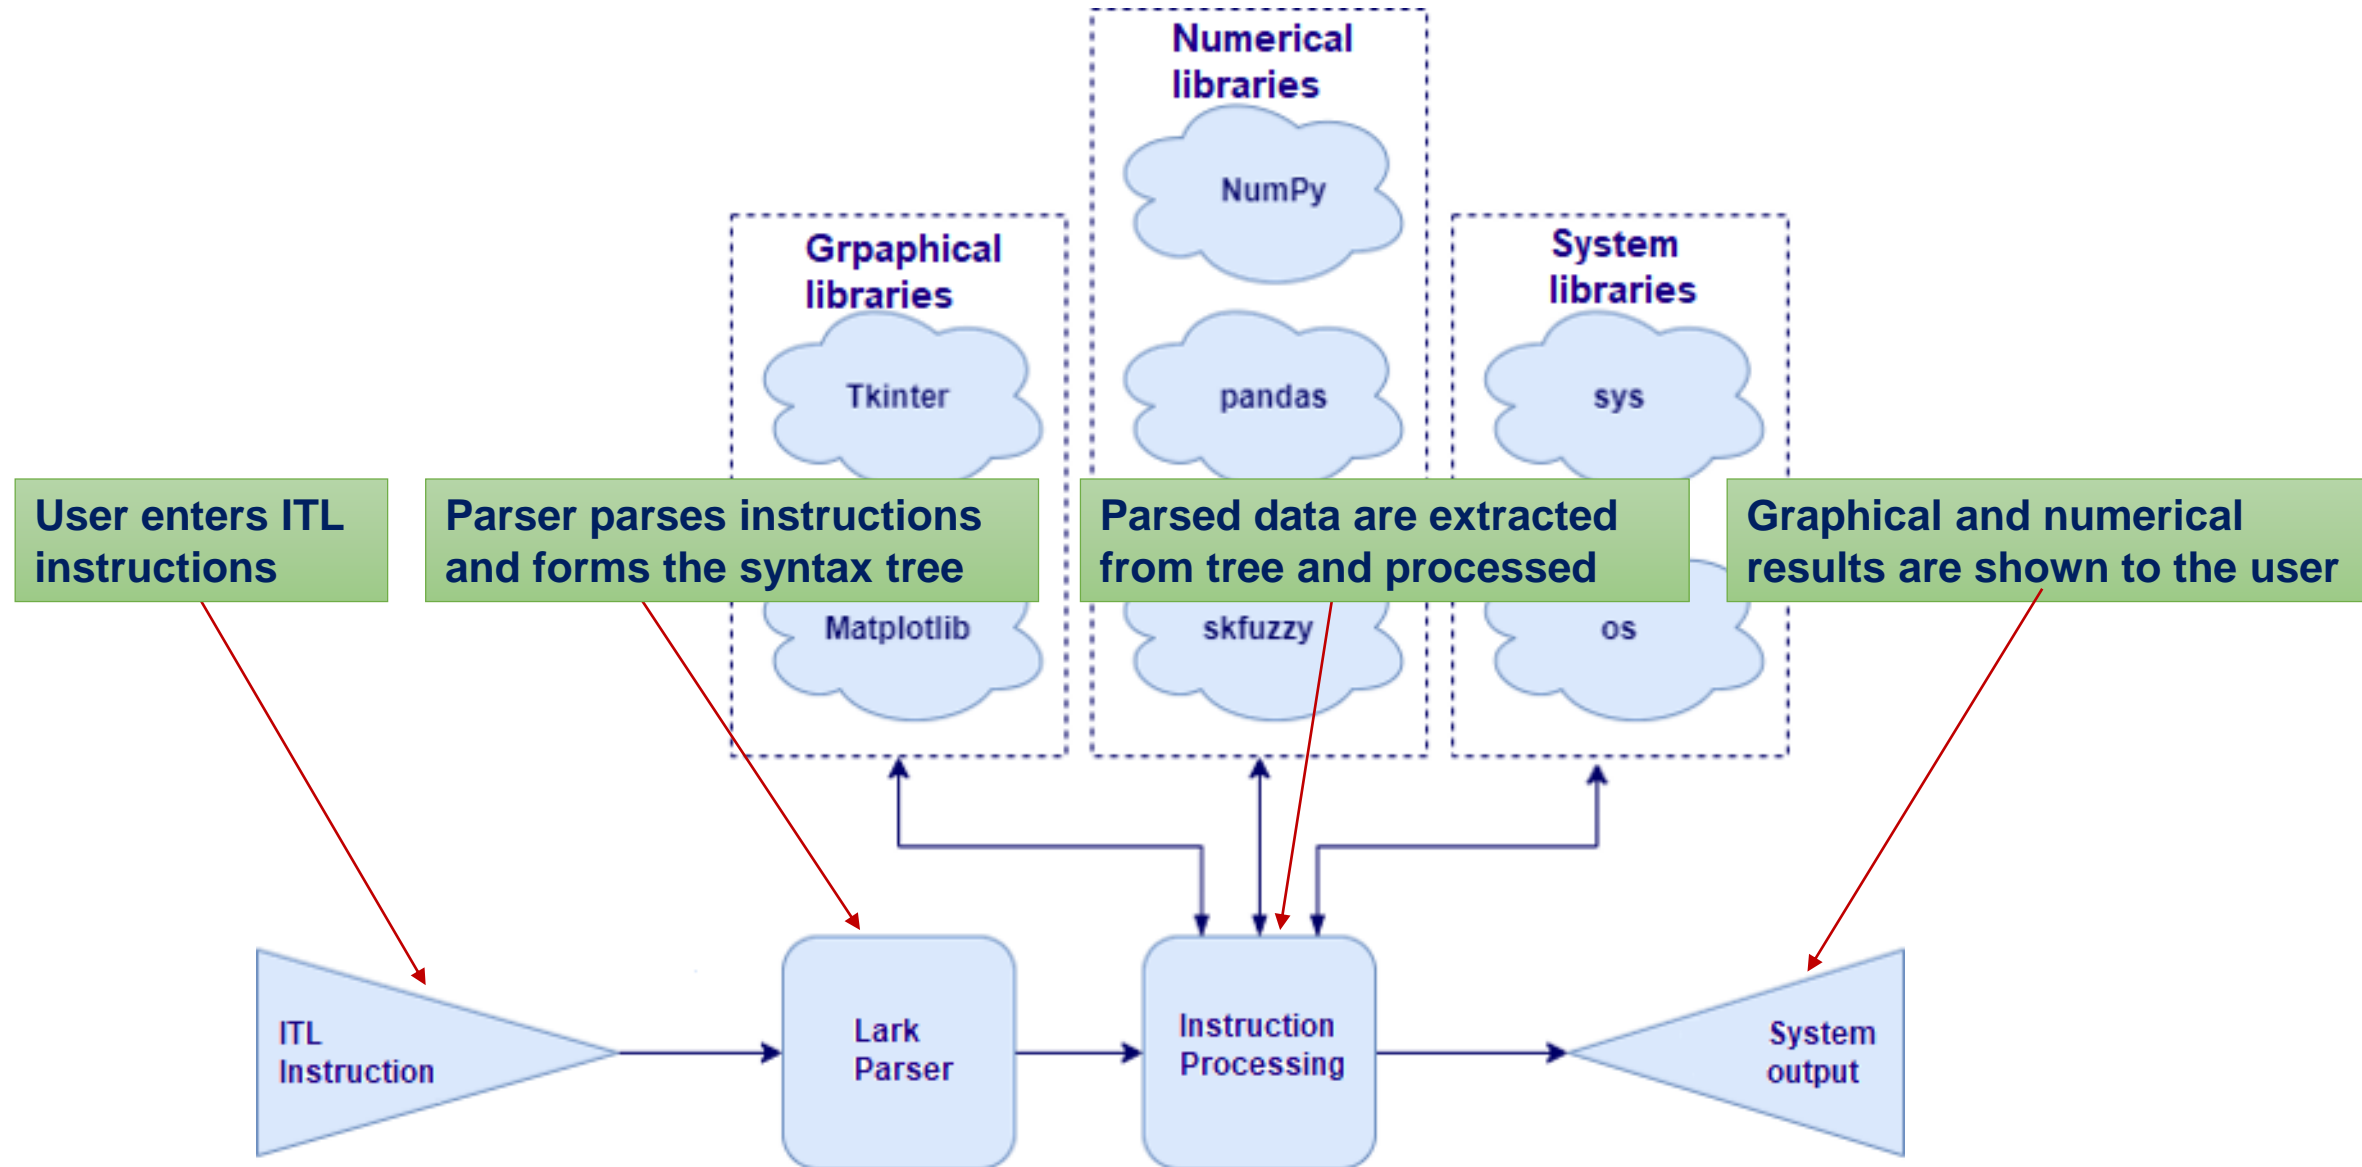 Numerical
libraries
NumPy
Grpaphical
libraries
System
libraries
Tkinter
pandas
sys
User enters ITL
instructions
Parser parses instructions
and forms the syntax tree
Parsed data are extracted
from tree and processed
Graphical and numerical
results are shown to the user
Matplotlib
skfuzzy
os
ITL
Instruction
Lark
Parser
Instruction
Processing
System
output